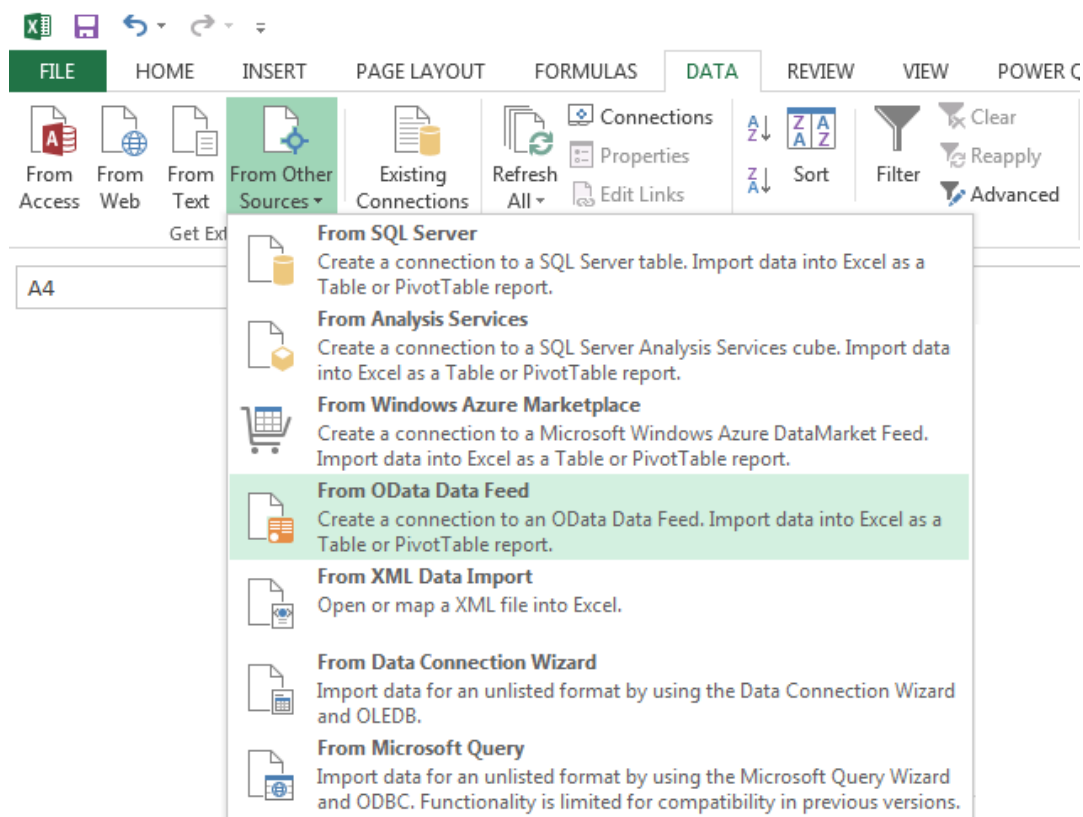 FILE HOME INSERT PAGE LAYOUT FORMULAS DATA REVIEW VIEW POWER Q
From Access
From Web
From Text
From Other Sources
Existing Connections
Refresh All
Connections
Properties
Edit Links
Sort
Filter
Clear
Reapply
Advanced
Get Ext
A4
From SQL Server
Create a connection to a SQL Server table. Import data into Excel as a
Table or PivotTable report.
From Analysis Services
Create a connection to a SQL Server Analysis Services cube. Import data
into Excel as a Table or PivotTable report.
From Windows Azure Marketplace
Create a connection to a Microsoft Windows Azure DataMarket Feed.
Import data into Excel as a Table or PivotTable report.
From OData Data Feed
Create a connection to an OData Data Feed. Import data into Excel as a
Table or PivotTable report.
From XML Data Import
Open or map a XML file into Excel.
From Data Connection Wizard
Import data for an unlisted format by using the Data Connection Wizard
and OLEDB.
From Microsoft Query
Import data for an unlisted format by using the Microsoft Query Wizard
and ODBC. Functionality is limited for compatibility in previous versions.